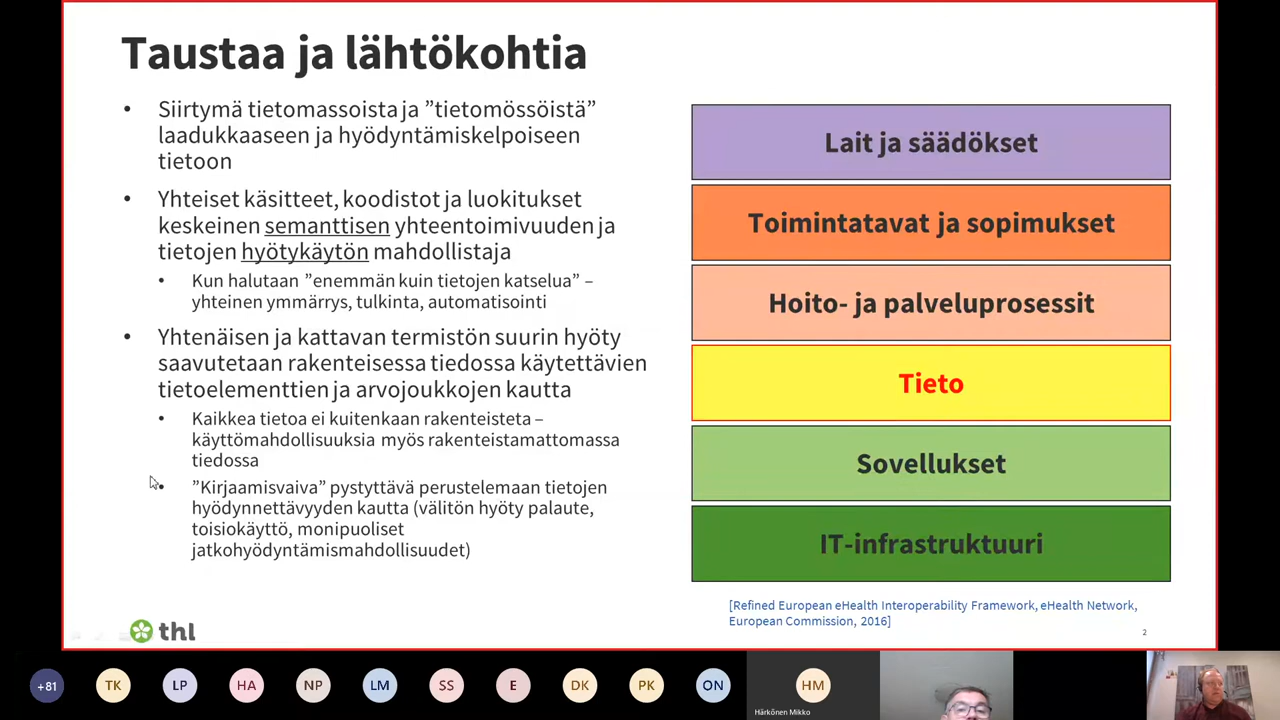 Taustaa ja lähtökohtia
• Siirtymä tietomassoista ja ”tietomössöistä”
laadukkaaseen ja hyödyntämiskelpoiseen
tietoon
• Yhteiset käsitteet, koodistot ja luokitukset
keskeinen semanttisen yhteentoimivuuden ja
tietojen hyötykäytön mahdollistaja
• Kun halutaan ”enemmän kuin tietojen katselua” –
yhteinen ymmärrys, tulkinta, automatisointi
• Yhtenäisen ja kattavan termistön suurin hyöty
saavutetaan rakenteisessa tiedossa käytettävien
tietoelementtien ja arvojoukkojen kautta
• Kaikkea tietoa ei kuitenkaan rakenteisteta –
käyttömahdollisuuksia myös rakenteistamattomassa
tiedossa
• ”Kirjaamisvaiva” pystyttävä perustelemaan tietojen
hyödynnettävyyden kautta (välitön hyöty palaute,
toisiokäyttö, monipuoliset
jatkohyödyntämismahdollisuudet)
Lait ja säädökset
Toimintatavat ja sopimukset
Hoito- ja palveluprosessit
Tieto
Sovellukset
IT-infrastruktuuri
[Refined European eHealth Interoperability Framework, eHealth Network,
European Commission, 2016]
thl
2
+81
TK
LP
HA
NP
LM
SS
E
DK
PK
ON
HM
Härkönen Mikko